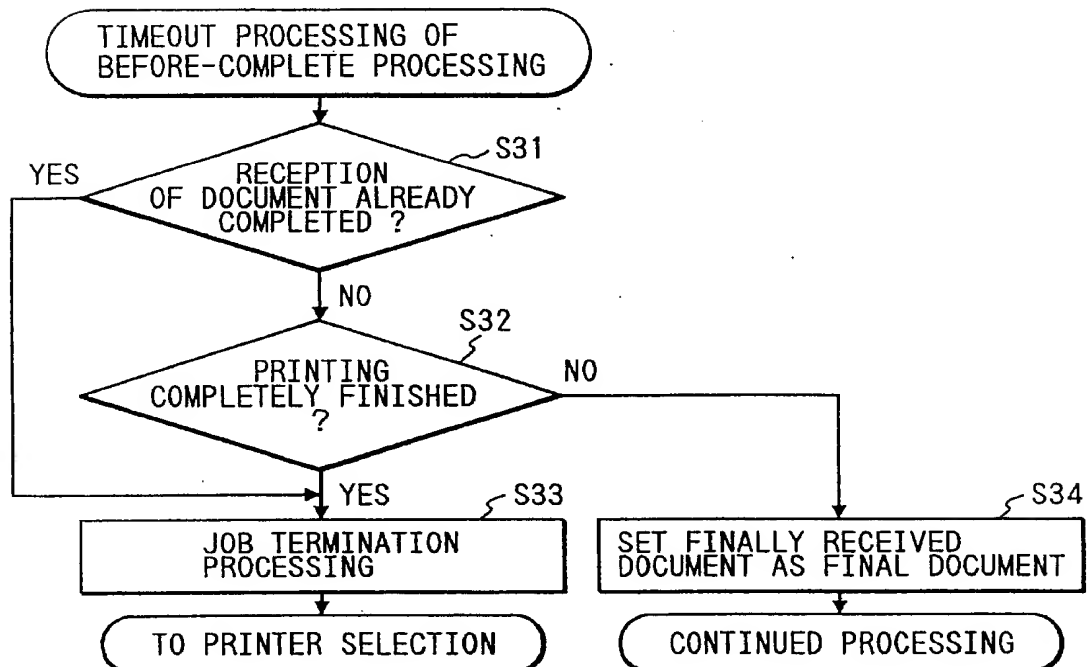 TIMEOUT PROCESSING OF
BEFORE-COMPLETE PROCESSING
S31
YES
RECEPTION
OF DOCUMENT ALREADY
COMPLETED ?
NO
S32
PRINTING
COMPLETELY FINISHED
?
NO
YES
S33
S34
JOB TERMINATION
PROCESSING
SET FINALLY RECEIVED
DOCUMENT AS FINAL DOCUMENT
TO PRINTER SELECTION
CONTINUED PROCESSING